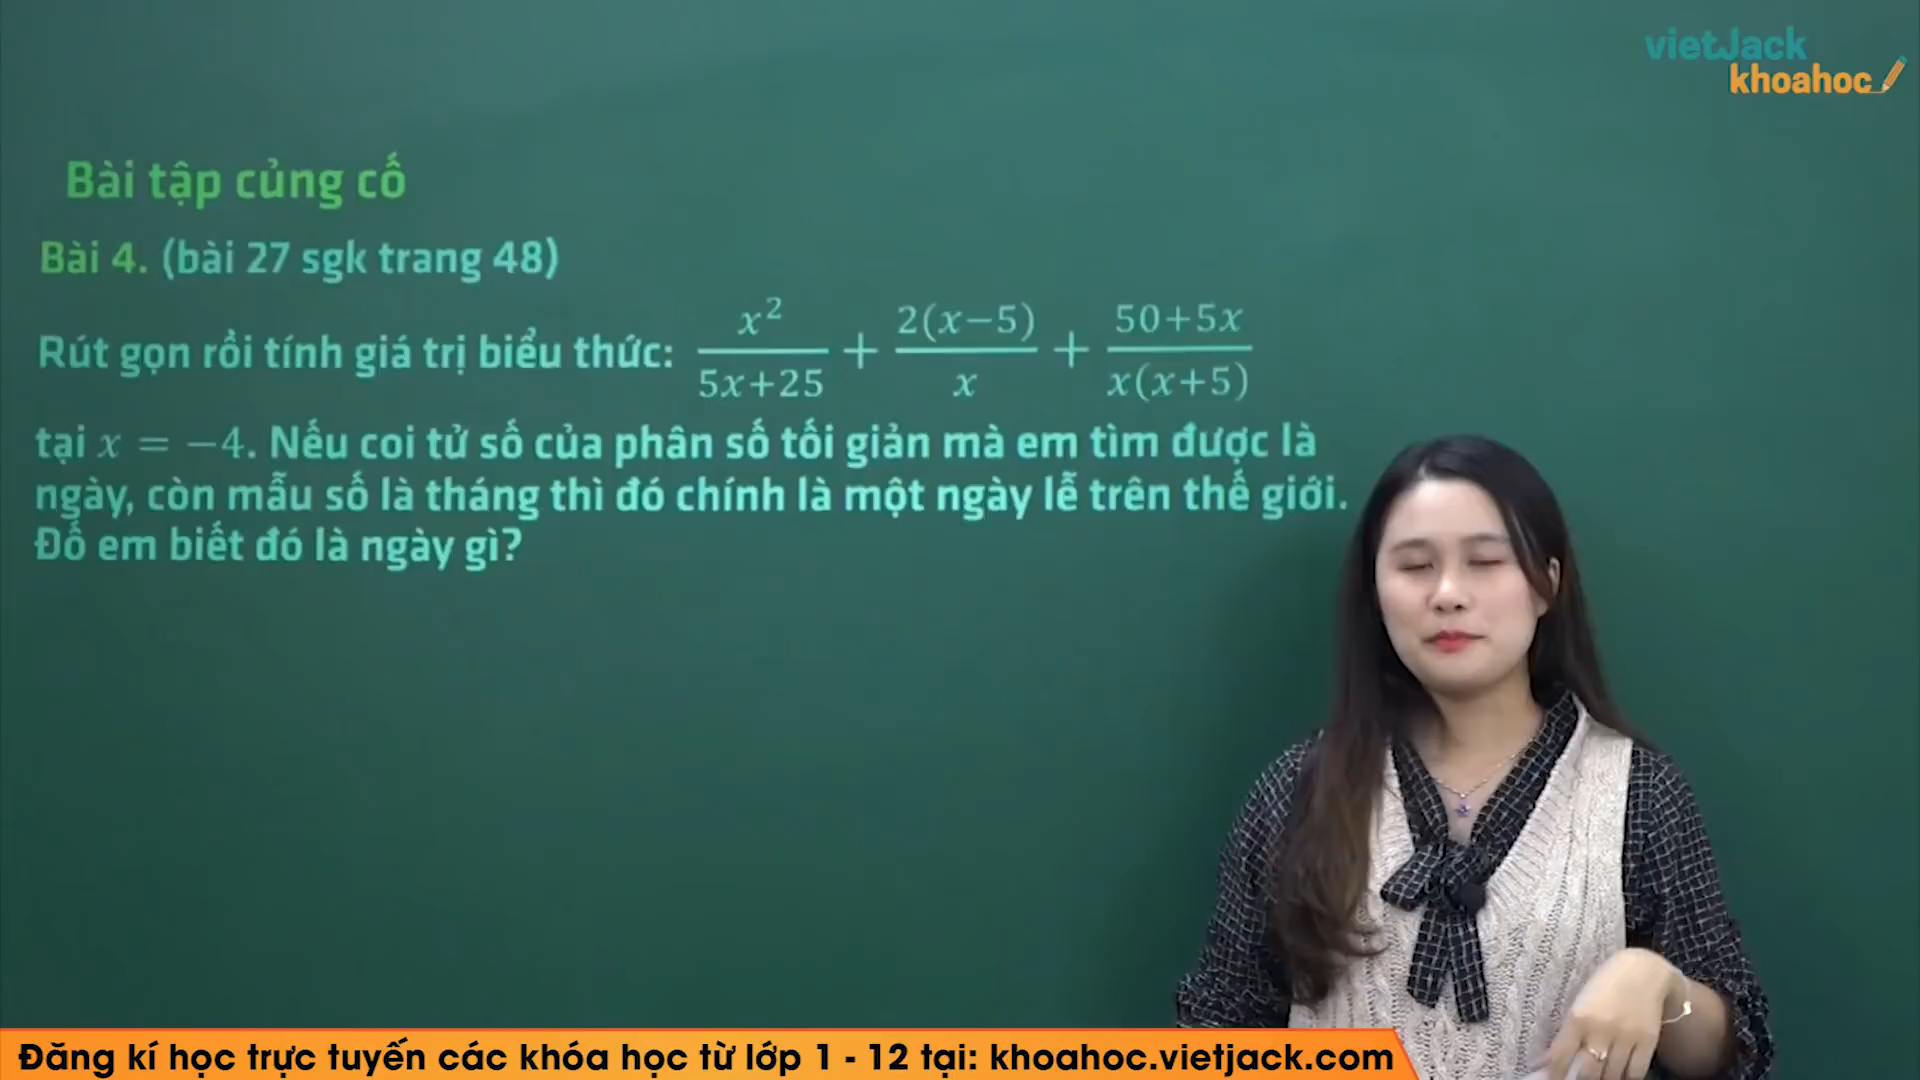 vietJack
khoahoc
Bài tập củng cố
Bài 4. (bài 27 sgk trang 48)
Rút gọn rồi tính giá trị biểu thức: x²/(5x+25) + 2(x−5)/x + (50+5x)/(x(x+5))
tại x = −4. Nếu coi tử số của phân số tối giản mà em tìm được là
ngày, còn mẫu số là tháng thì đó chính là một ngày lễ trên thế giới.
Đố em biết đó là ngày gì?
Đăng kí học trực tuyến các khóa học từ lớp 1 - 12 tại: khoahoc.vietjack.com